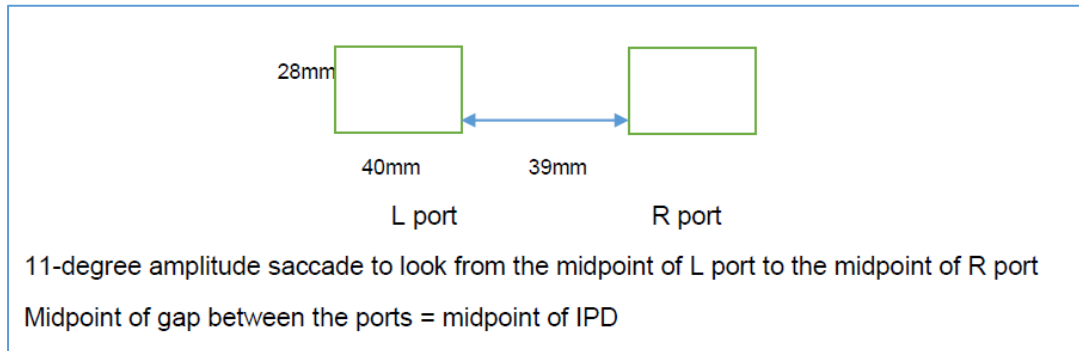 28mm
40mm 39mm
L port R port
11-degree amplitude saccade to look from the midpoint of L port to the midpoint of R port
Midpoint of gap between the ports = midpoint of IPD